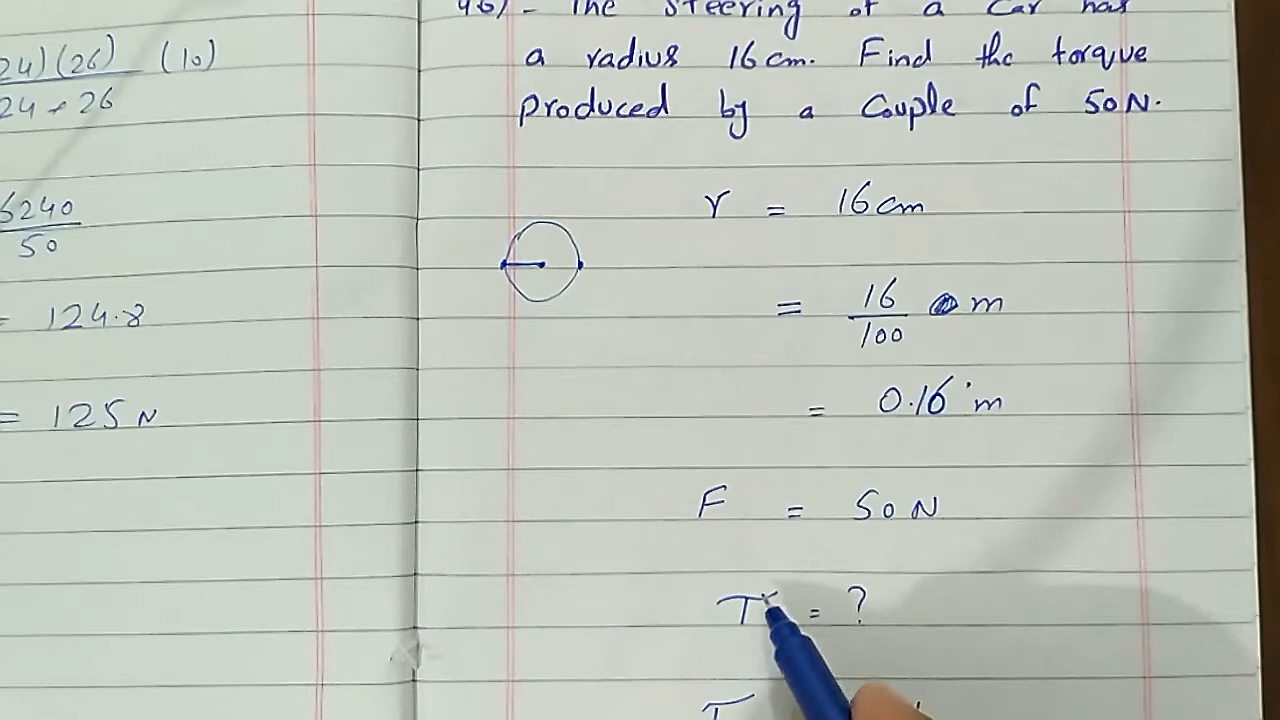 24)(26) (10)
24 + 26
6240
50
= 124.8
= 125 N
The steering of a car has
a radius 16 cm. Find the torque
produced by a couple of 50 N.
r = 16 cm
= 16 m
100
= 0.16 m
F = 50 N
T = ?